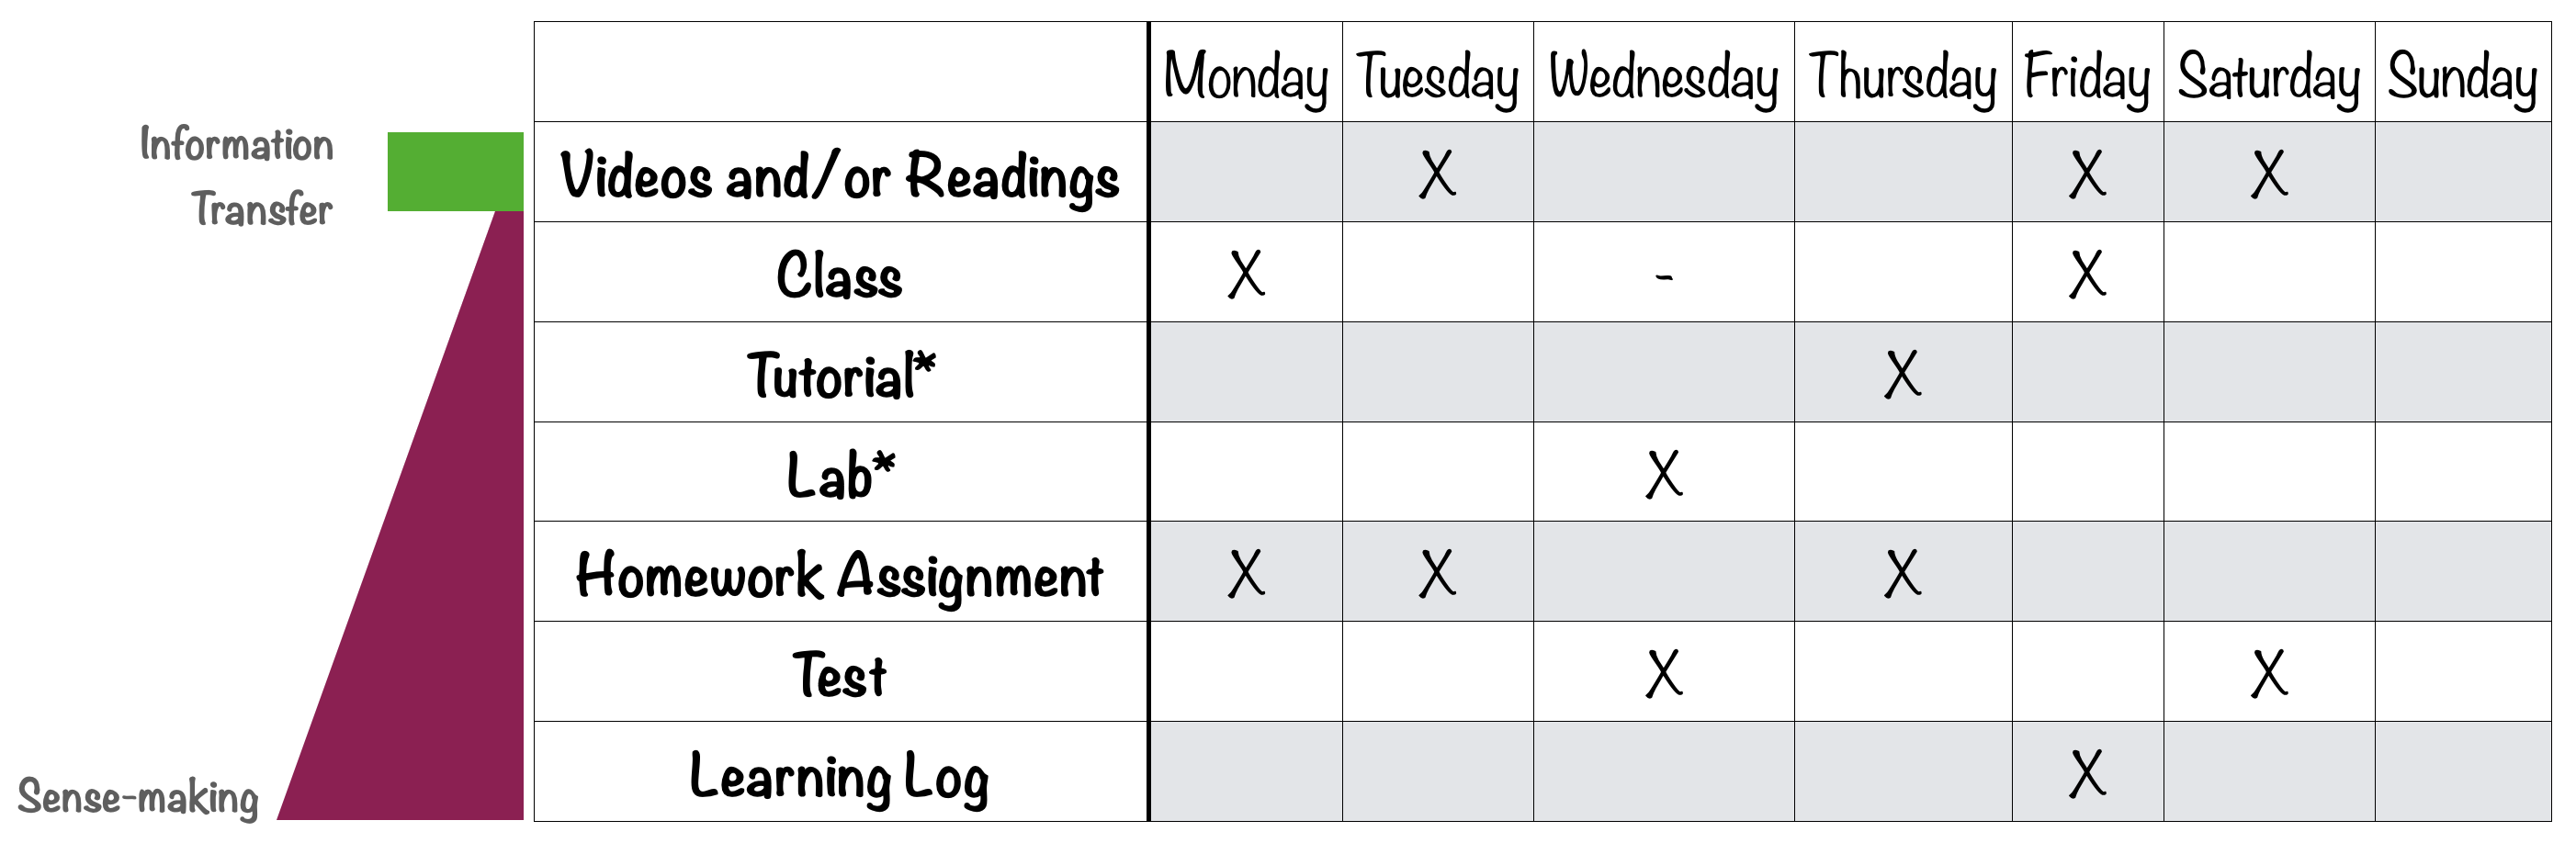 Monday Tuesday Wednesday Thursday Friday Saturday Sunday
Information
Transfer
Videos and/or Readings X X X
Class X - X
Tutorial* X
Lab* X
Homework Assignment X X X
Test X X
Learning Log X
Sense-making